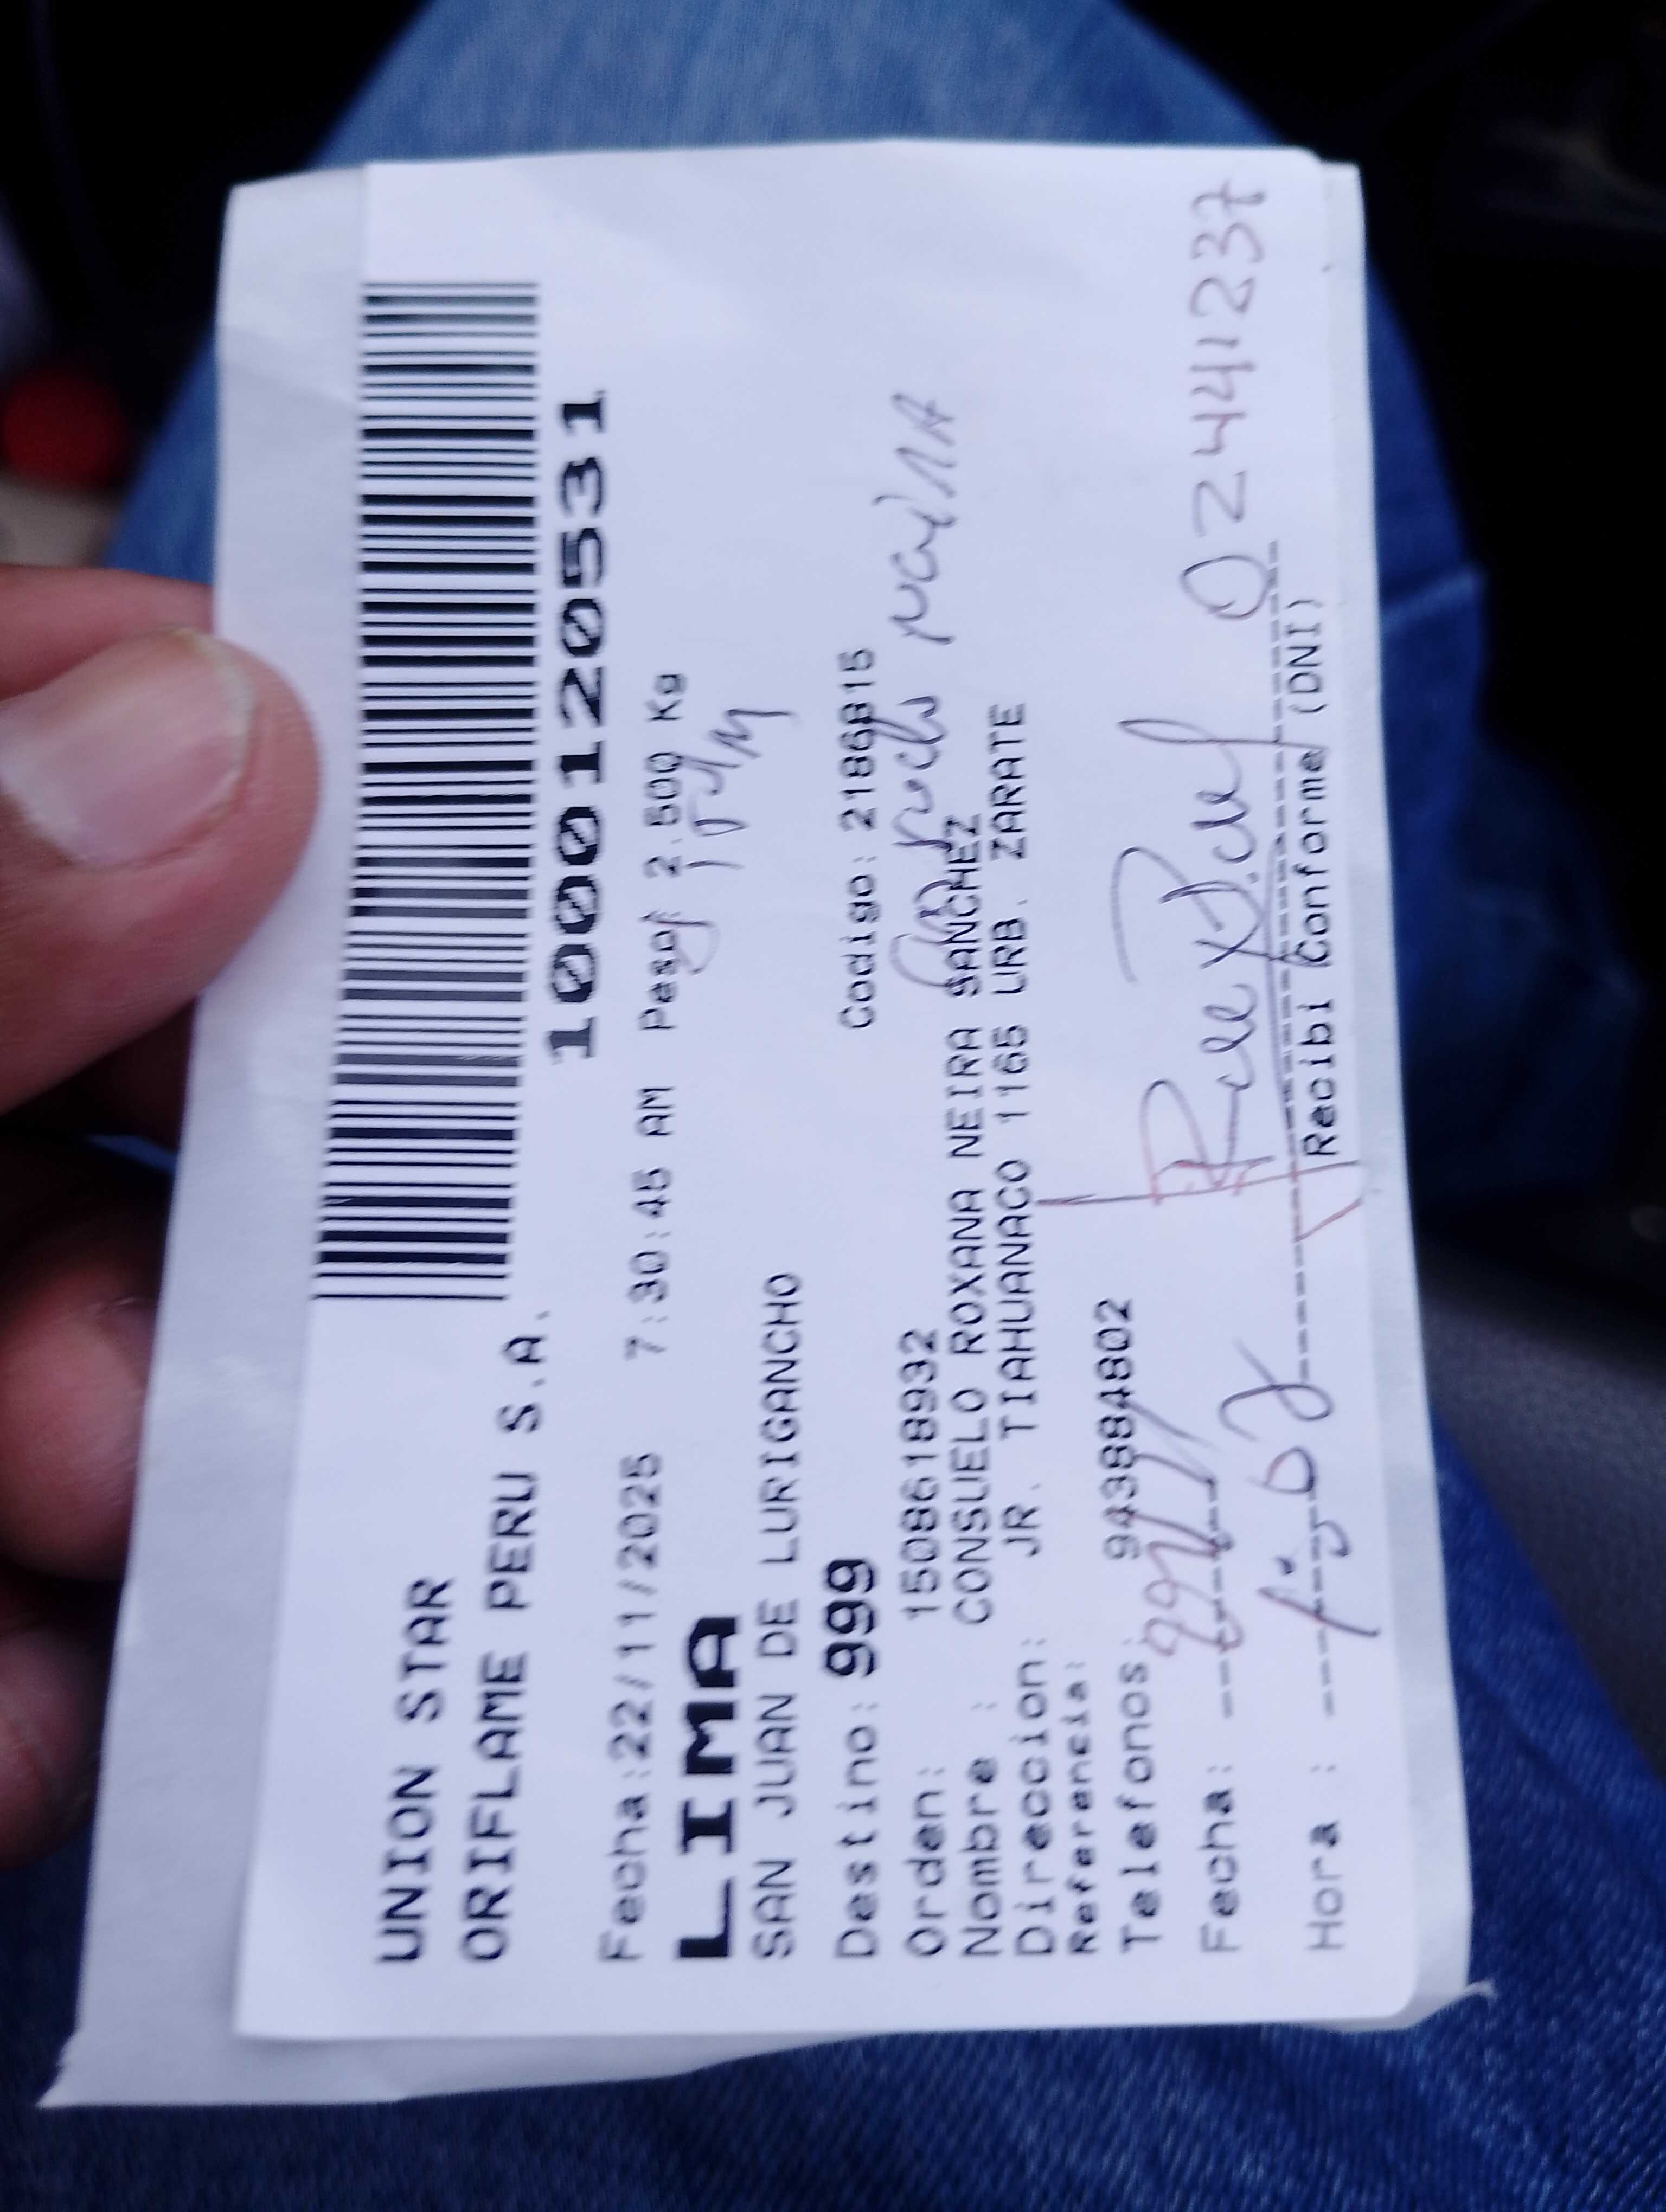 UNION STAR
ORIFLAME PERU S.A.
1000120531
Fecha:22/11/2025 7:30:45 AM Peso: 2.500 Kg
LIMA
SAN JUAN DE LURIGANCHO
Destino: 999 Codigo: 2186815
Orden: 1508618932
Nombre : CONSUELO ROXANA NEIRA SANCHEZ
Direccion: JR. TIAHUANACO 1165 URB. ZARATE
Referencia:
Telefonos: 943884802
Fecha:
02441237
Hora :
Recibi Conforme (DNI)